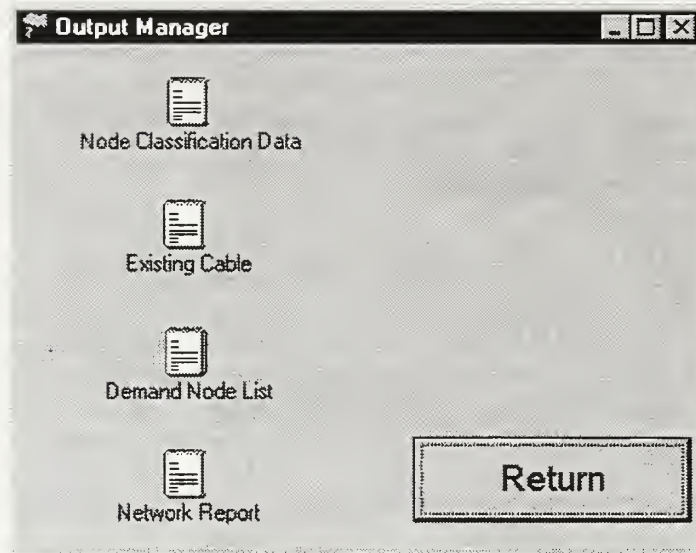 Output Manager
Node Classification Data
Existing Cable
Demand Node List
Network Report
Return